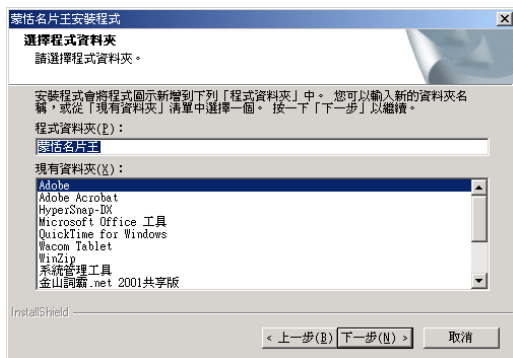 蒙恬名片王安裝程式
選擇程式資料夾
請選擇程式資料夾。
安裝程式會將程式圖示新增到下列「程式資料夾」中。 您可以輸入新的資料夾名
稱，或從「現有資料夾」清單中選擇一個。 按一下「下一步」以繼續。
程式資料夾(P)：
蒙恬名片王
現有資料夾(X)：
Adobe
Adobe Acrobat
HyperSnap-DX
Microsoft Office 工具
QuickTime for Windows
Wacom Tablet
WinZip
系統管理工具
金山詞霸.net 2001共享版
InstallShield
< 上一步(B) 下一步(N) > 取消